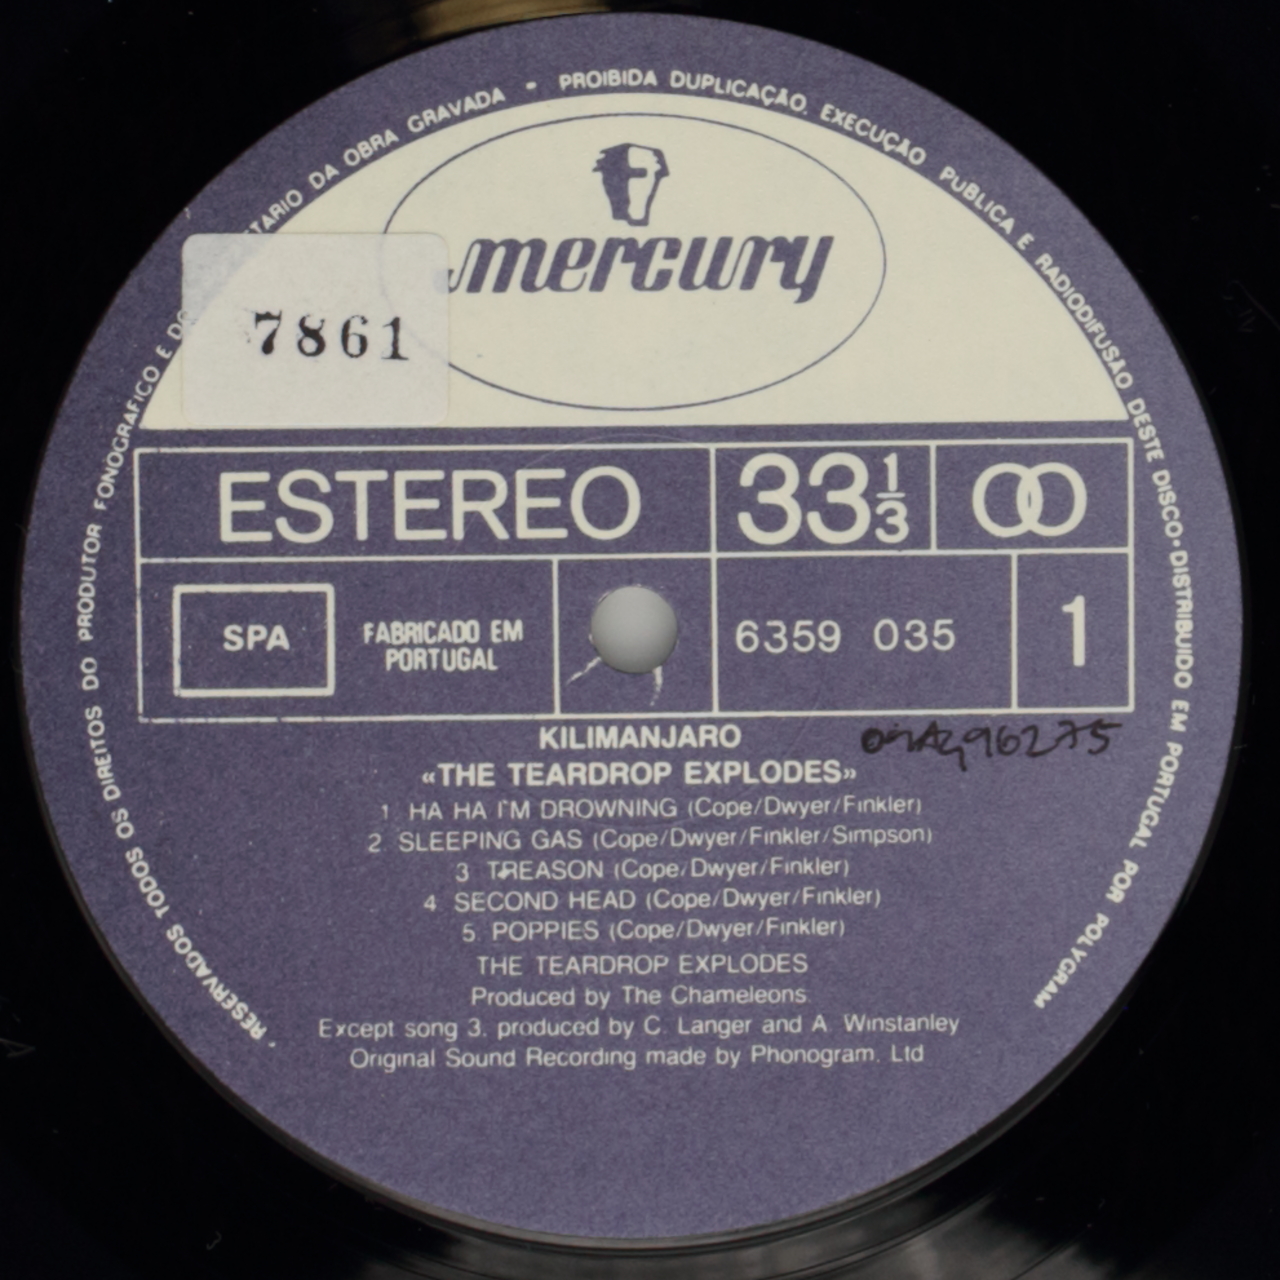 RESERVADOS TODOS OS DIREITOS DO PRODUTOR FONOGRAFICO E DO TARIO DA OBRA GRAVADA - PROIBIDA DUPLICAÇÃO, EXECUÇÃO PUBLICA E RADIODIFUSÃO DESTE DISCO • DISTRIBUIDO EM PORTUGAL POR POLYGRAM
mercury
7861
ESTEREO 33 1/3
SPA FABRICADO EM PORTUGAL 6359 035 1
KILIMANJARO
«THE TEARDROP EXPLODES»
1 HA HA I'M DROWNING (Cope/Dwyer/Finkler)
2 SLEEPING GAS (Cope/Dwyer/Finkler/Simpson)
3 TREASON (Cope/Dwyer/Finkler)
4 SECOND HEAD (Cope/Dwyer/Finkler)
5. POPPIES (Cope/Dwyer/Finkler)
THE TEARDROP EXPLODES
Produced by The Chameleons.
Except song 3, produced by C. Langer and A. Winstanley
Original Sound Recording made by Phonogram, Ltd